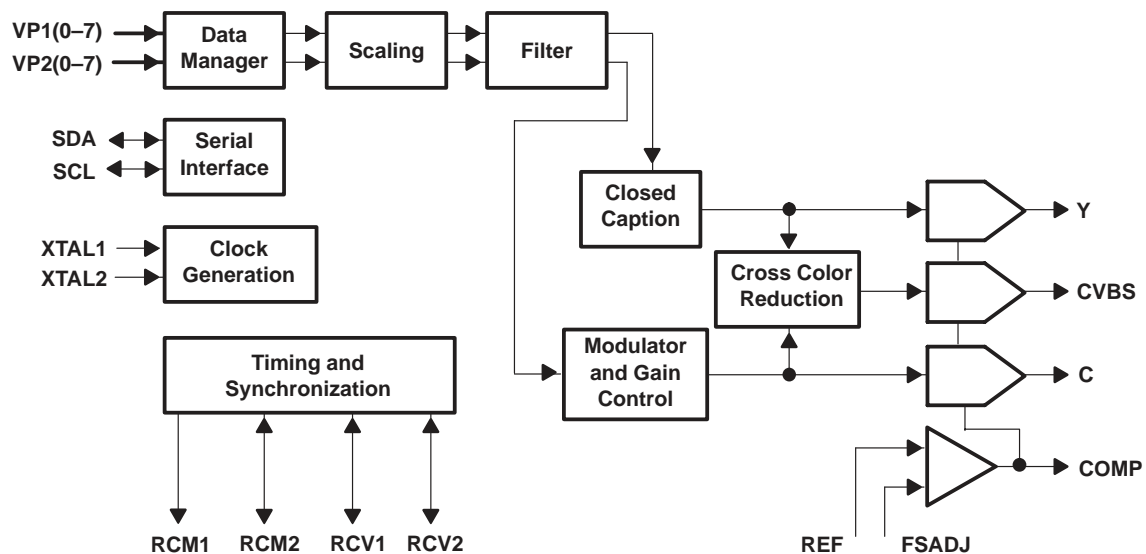 VP1(0–7)
VP2(0–7)
Data
Manager
Scaling
Filter
SDA
SCL
Serial
Interface
Closed
Caption
Y
XTAL1
XTAL2
Clock
Generation
Cross Color
Reduction
CVBS
Timing and
Synchronization
Modulator
and Gain
Control
C
COMP
RCM1
RCM2
RCV1
RCV2
REF
FSADJ